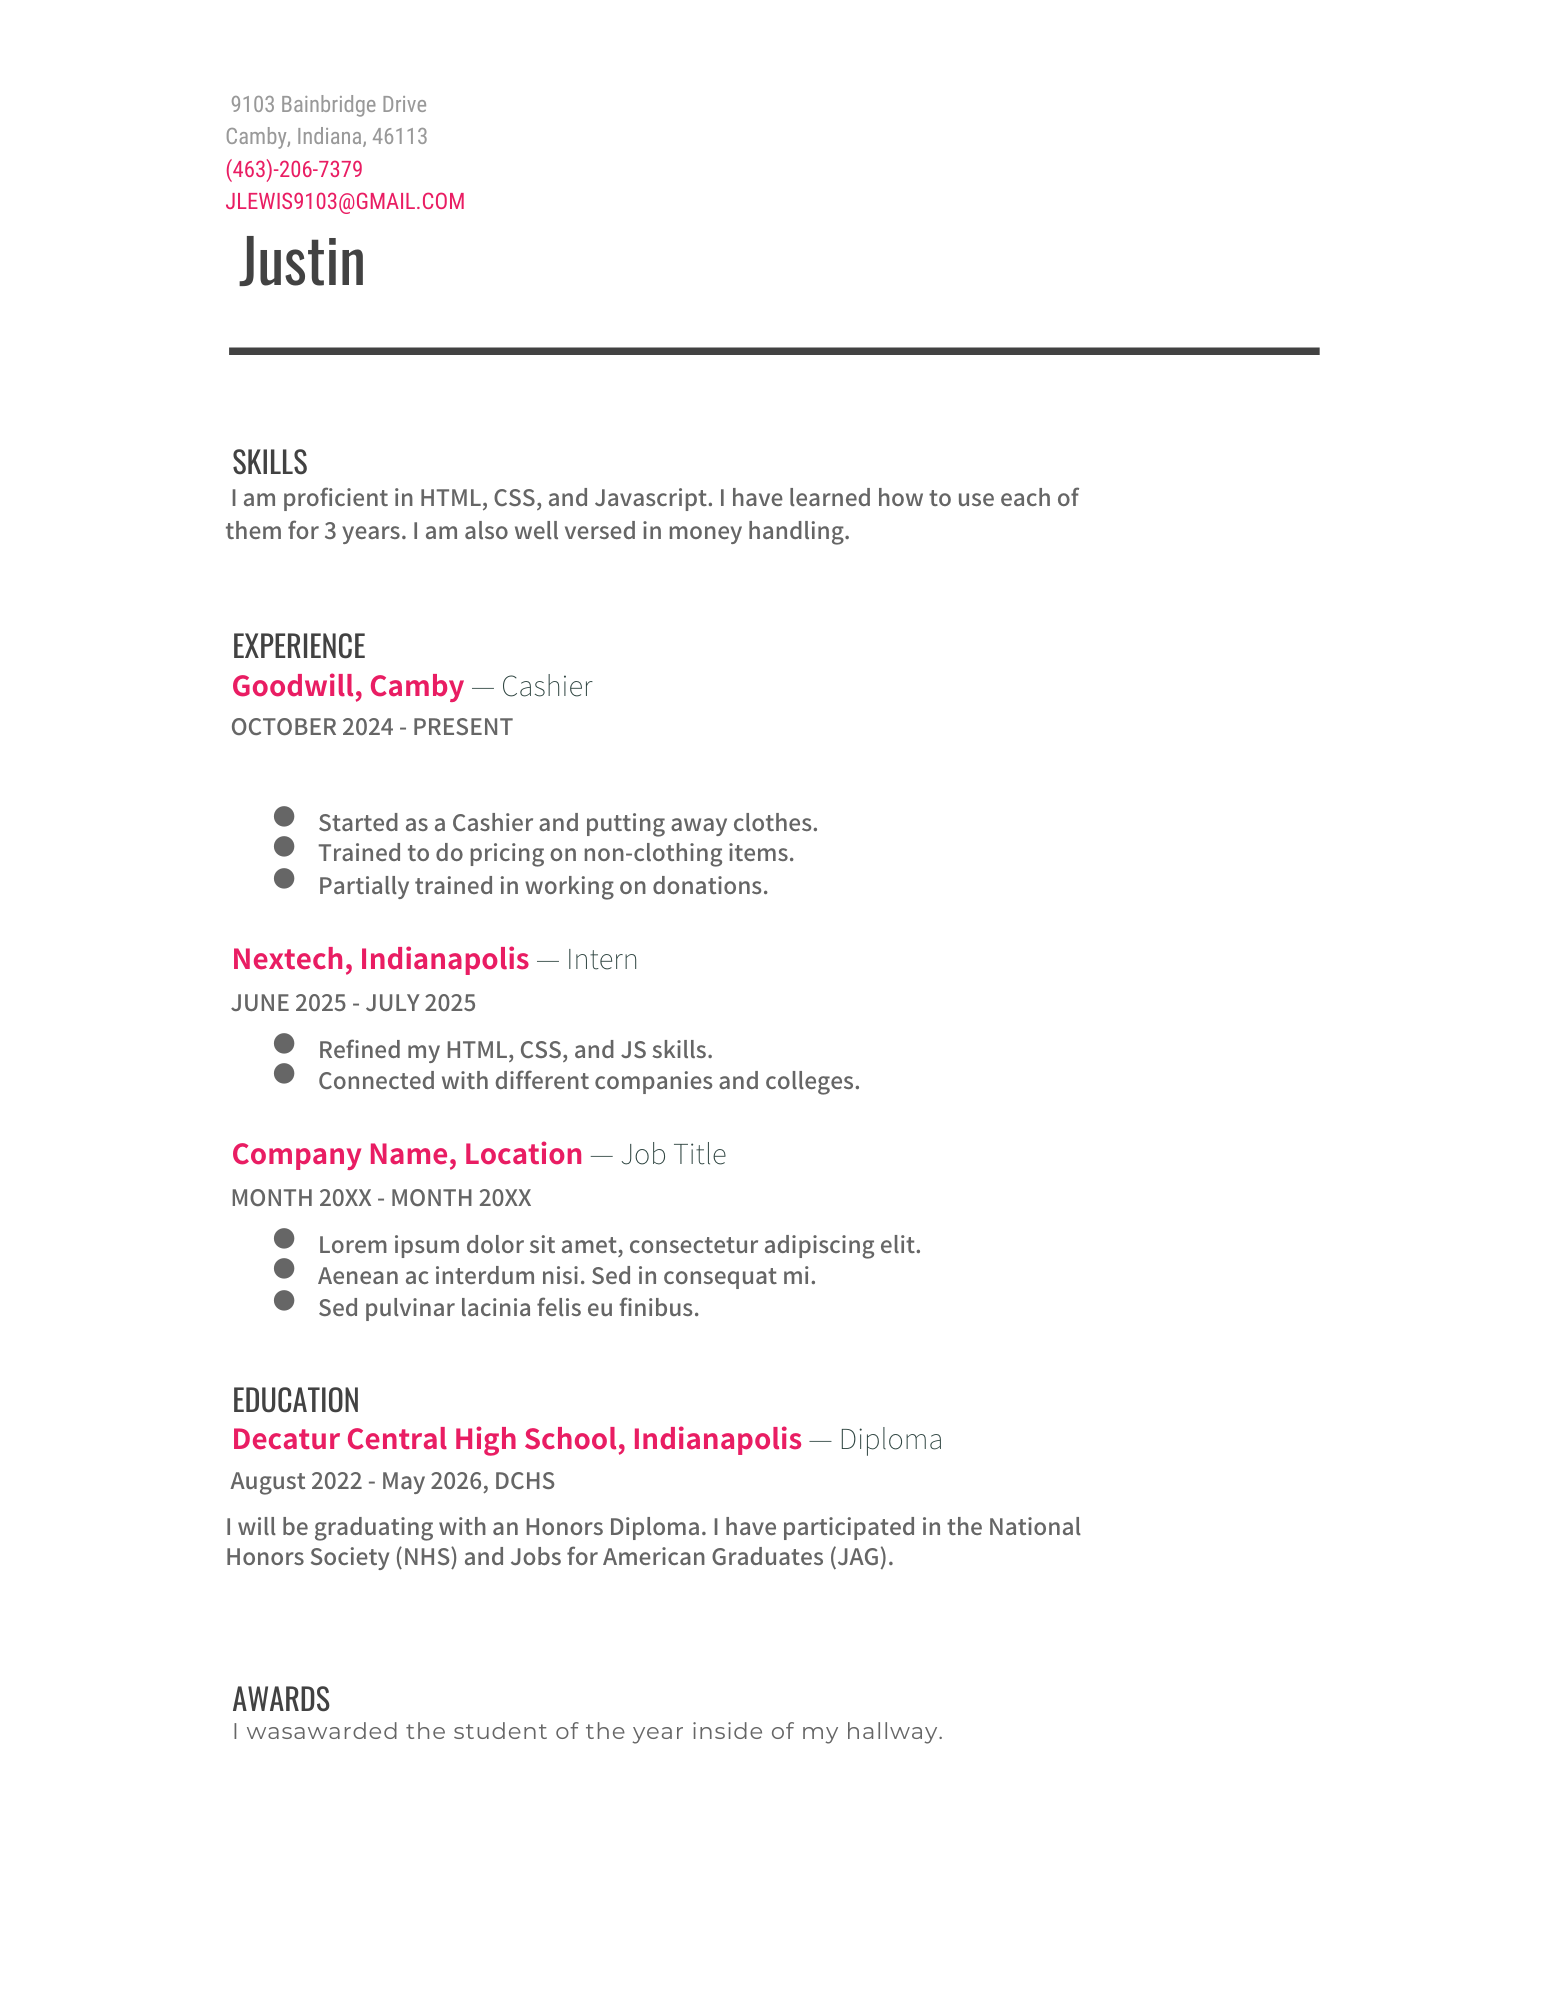 9103 Bainbridge Drive
Camby, Indiana, 46113
(463)-206-7379
JLEWIS9103@GMAIL.COM
Justin
SKILLS
I am proficient in HTML, CSS, and Javascript. I have learned how to use each of
them for 3 years. I am also well versed in money handling.
EXPERIENCE
Goodwill, Camby — Cashier
OCTOBER 2024 - PRESENT
● Started as a Cashier and putting away clothes.
● Trained to do pricing on non-clothing items.
● Partially trained in working on donations.
Nextech, Indianapolis — Intern
JUNE 2025 - JULY 2025
● Refined my HTML, CSS, and JS skills.
● Connected with different companies and colleges.
Company Name, Location — Job Title
MONTH 20XX - MONTH 20XX
● Lorem ipsum dolor sit amet, consectetur adipiscing elit.
● Aenean ac interdum nisi. Sed in consequat mi.
● Sed pulvinar lacinia felis eu finibus.
EDUCATION
Decatur Central High School, Indianapolis — Diploma
August 2022 - May 2026, DCHS
I will be graduating with an Honors Diploma. I have participated in the National
Honors Society (NHS) and Jobs for American Graduates (JAG).
AWARDS
I wasawarded the student of the year inside of my hallway.